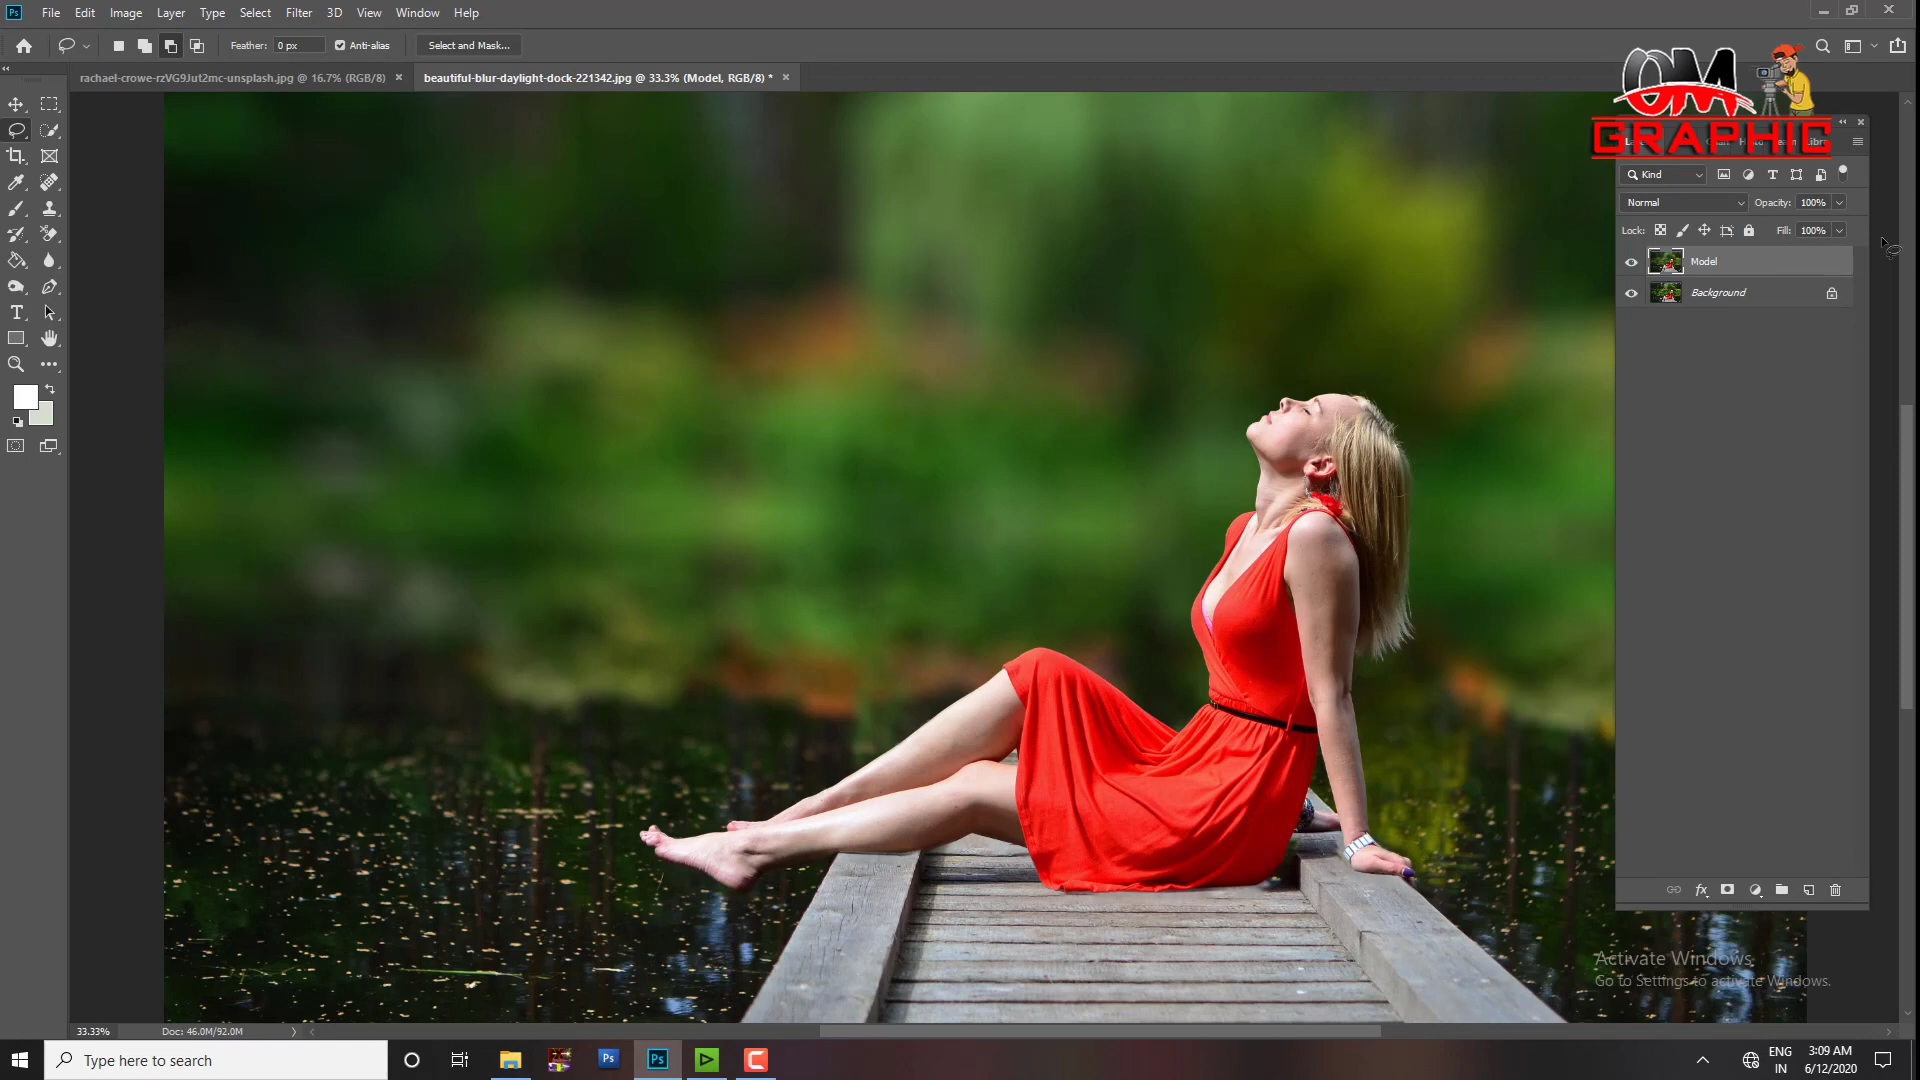 File Edit Image Layer Type Select Filter 3D View Window Help
Feather: 0 px Anti-alias Select and Mask...
rachael-crowe-rzVG9Jut2mc-unsplash.jpg @ 16.7% (RGB/8) beautiful-blur-daylight-dock-221342.jpg @ 33.3% (Model, RGB/8) *
OM
GRAPHIC
Kind
Normal Opacity: 100%
Lock: Fill: 100%
Model
Background
Activate Windows
Go to Settings to activate Windows.
33.33% Doc: 46.0M/92.0M
Type here to search
ENG 3:09 AM
IN 6/12/2020